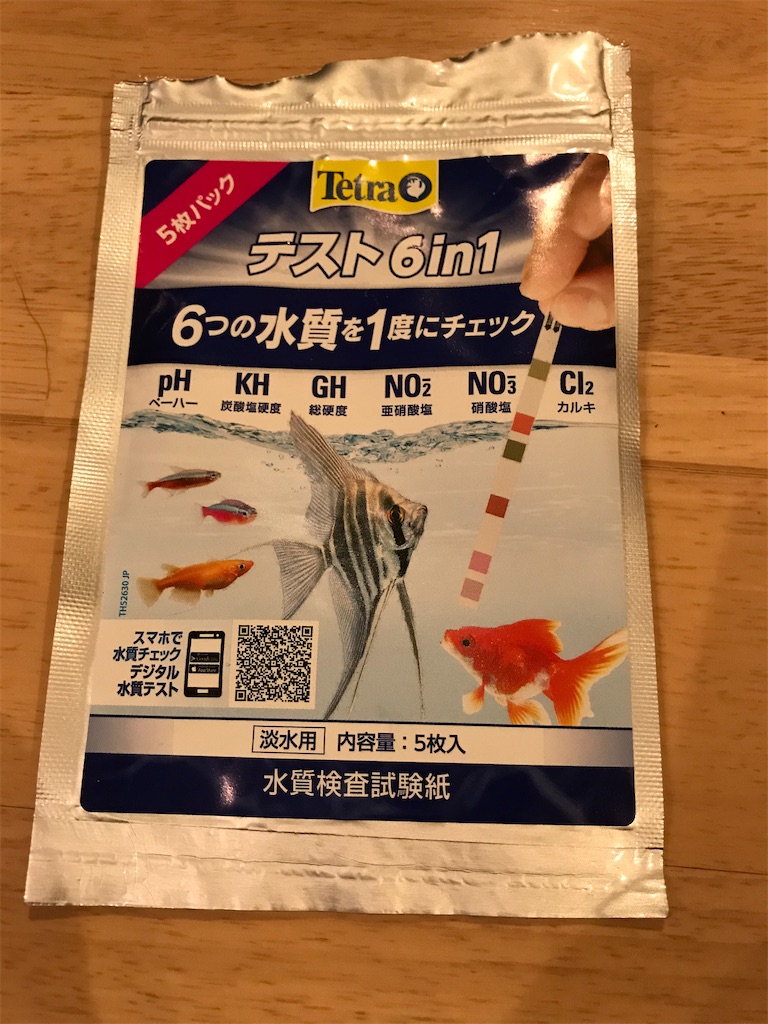 5枚パック
Tetra
テスト 6in1
6つの水質を1度にチェック
pH KH GH NO₂⁻ NO₃⁻ Cl₂
ペーハー 炭酸塩硬度 総硬度 亜硝酸塩 硝酸塩 カルキ
TH52630 JP
スマホで
水質チェック
デジタル
水質テスト
淡水用 内容量：5枚入
水質検査試験紙